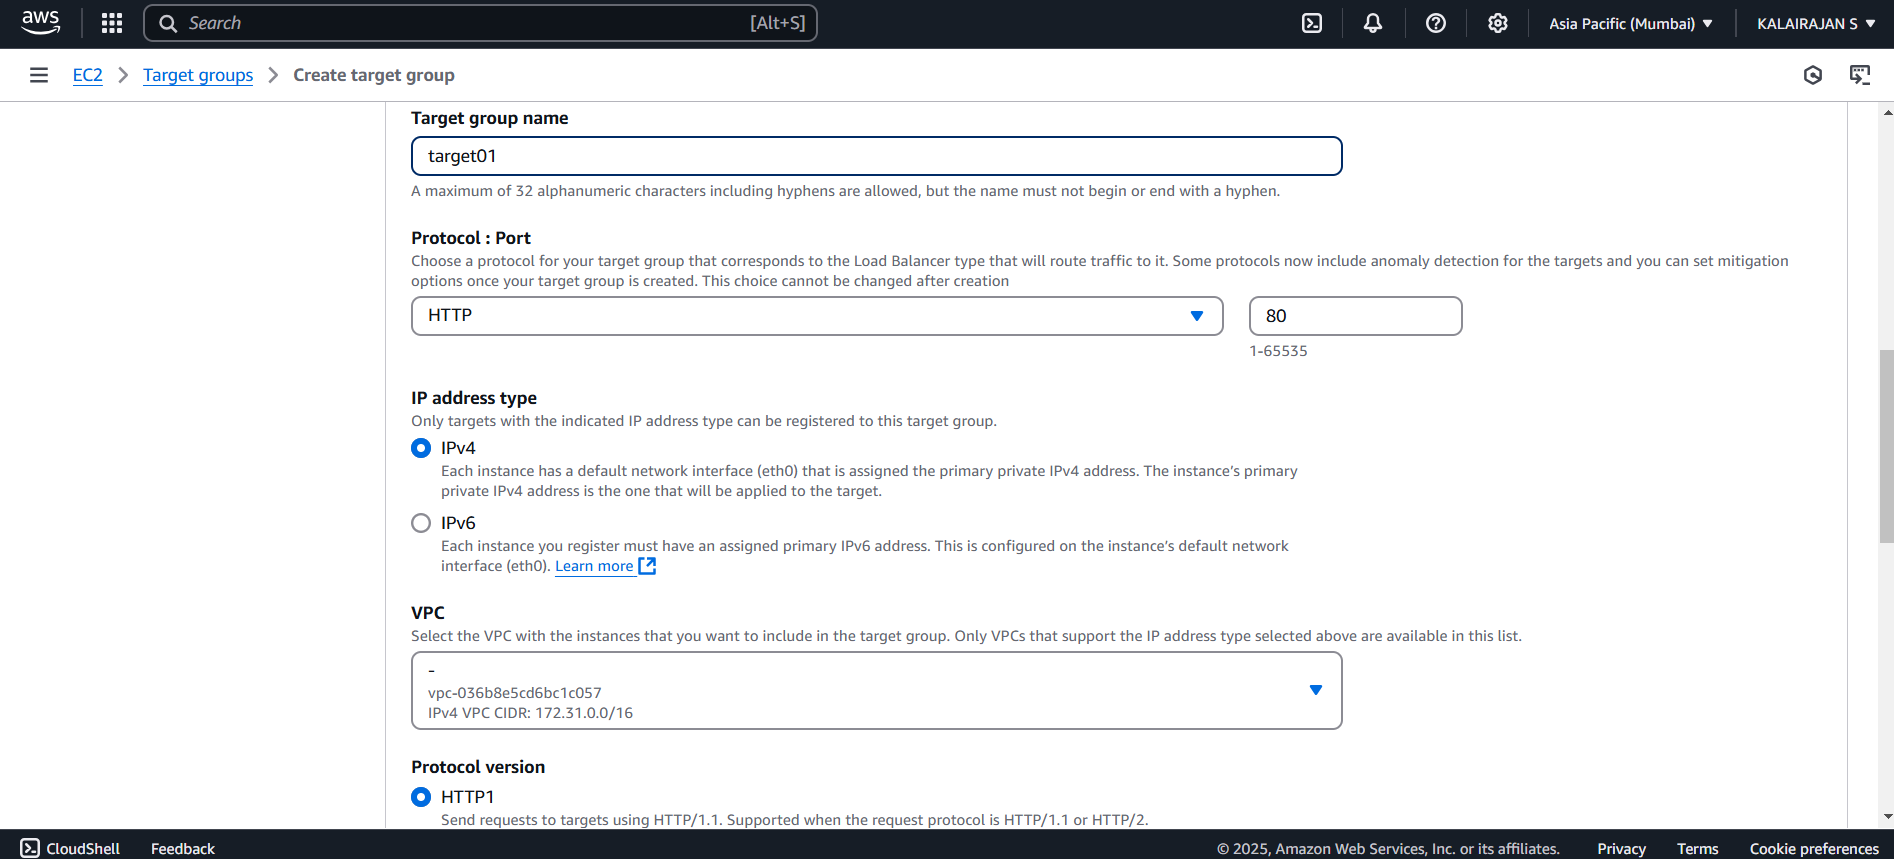 aws
Search [Alt+S]
Asia Pacific (Mumbai)
KALAIRAJAN S
EC2
Target groups
Create target group
Target group name
target01
A maximum of 32 alphanumeric characters including hyphens are allowed, but the name must not begin or end with a hyphen.
Protocol : Port
Choose a protocol for your target group that corresponds to the Load Balancer type that will route traffic to it. Some protocols now include anomaly detection for the targets and you can set mitigation
options once your target group is created. This choice cannot be changed after creation
HTTP
80
1-65535
IP address type
Only targets with the indicated IP address type can be registered to this target group.
IPv4
Each instance has a default network interface (eth0) that is assigned the primary private IPv4 address. The instance’s primary
private IPv4 address is the one that will be applied to the target.
IPv6
Each instance you register must have an assigned primary IPv6 address. This is configured on the instance’s default network
interface (eth0). Learn more
VPC
Select the VPC with the instances that you want to include in the target group. Only VPCs that support the IP address type selected above are available in this list.
-
vpc-036b8e5cd6bc1c057
IPv4 VPC CIDR: 172.31.0.0/16
Protocol version
HTTP1
Send requests to targets using HTTP/1.1. Supported when the request protocol is HTTP/1.1 or HTTP/2.
CloudShell
Feedback
© 2025, Amazon Web Services, Inc. or its affiliates.
Privacy
Terms
Cookie preferences